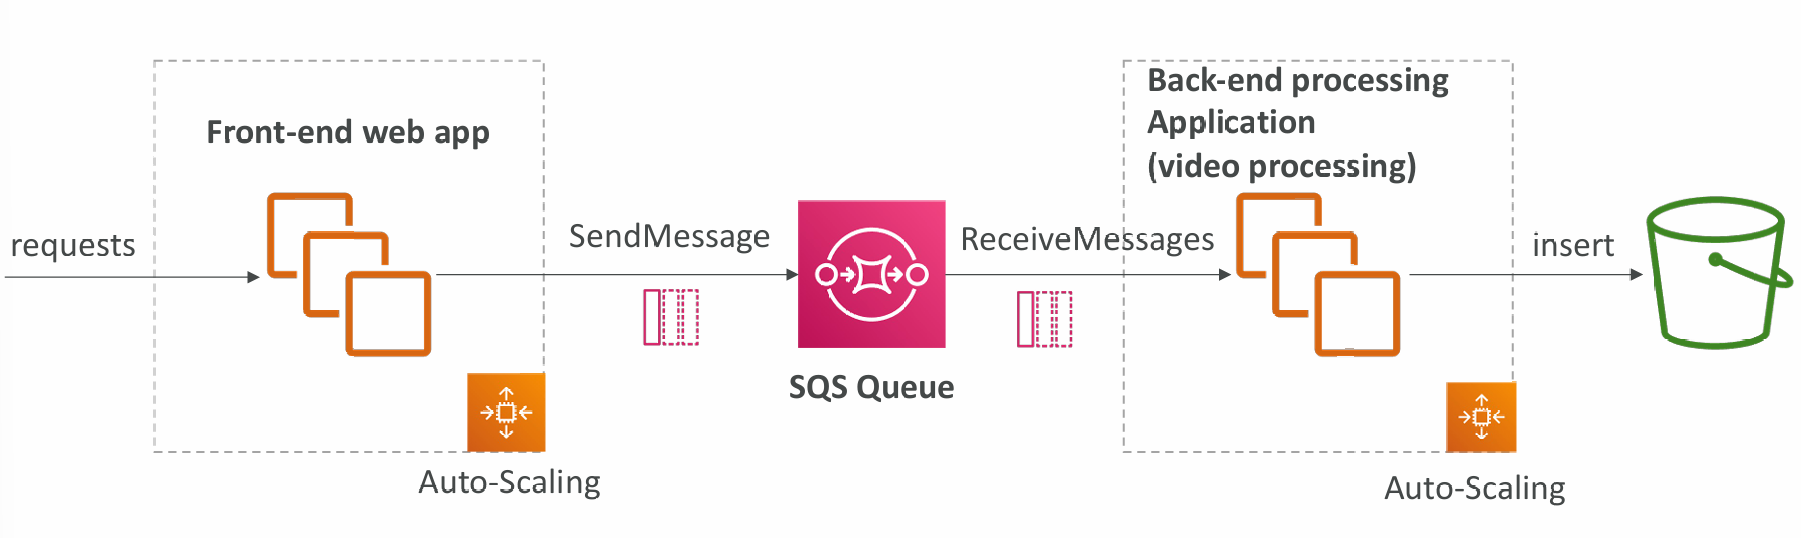 requests
Front-end web app
Auto-Scaling
SendMessage
SQS Queue
ReceiveMessages
Back-end processing
Application
(video processing)
Auto-Scaling
insert